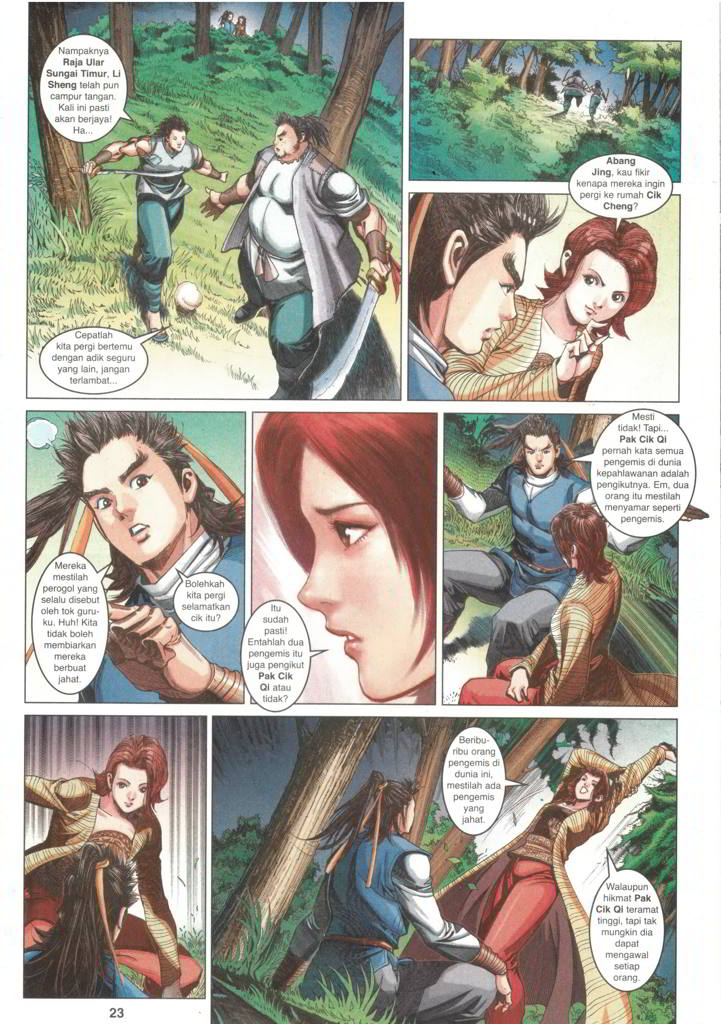 Nampaknya
Raja Ular
Sungai Timur, Li
Sheng telah pun
campur tangan.
Kali ini pasti
akan berjaya!
Ha...
Cepatlah
kita pergi bertemu
dengan adik seguru
yang lain, jangan
terlambat...
Abang
Jing, kau fikir
kenapa mereka ingin
pergi ke rumah Cik
Cheng?
Mereka
mestilah
perogol yang
selalu disebut
oleh tok guru-
ku. Huh! Kita
tidak boleh
membiarkan
mereka
berbuat
jahat.
Bolehkah
kita pergi
selamatkan
cik itu?
Itu
sudah
pasti!
Entahlah dua
pengemis itu
juga pengikut
Pak Cik
Qi atau
tidak?
Mesti
tidak! Tapi...
Pak Cik Qi
pernah kata semua
pengemis di dunia
kepahlawanan adalah
pengikutnya. Em, dua
orang itu mestilah
menyamar seperti
pengemis.
Beribu-
ribu orang
pengemis di
dunia ini,
mestilah ada
pengemis
yang
jahat.
Walaupun
hikmat Pak
Cik Qi teramat
tinggi, tapi tak
mungkin dia
dapat
mengawal
setiap
orang.
23